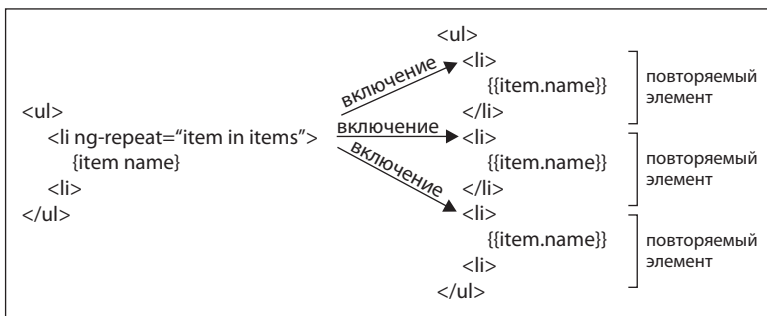 <ul>
<li ng-repeat=“item in items”>
{item name}
<li>
</ul>
включение
включение
включение
<ul>
<li>
{{item.name}}
</li>
<li>
{{item.name}}
</li>
<li>
{{item.name}}
<li>
</ul>
повторяемый
элемент
повторяемый
элемент
повторяемый
элемент